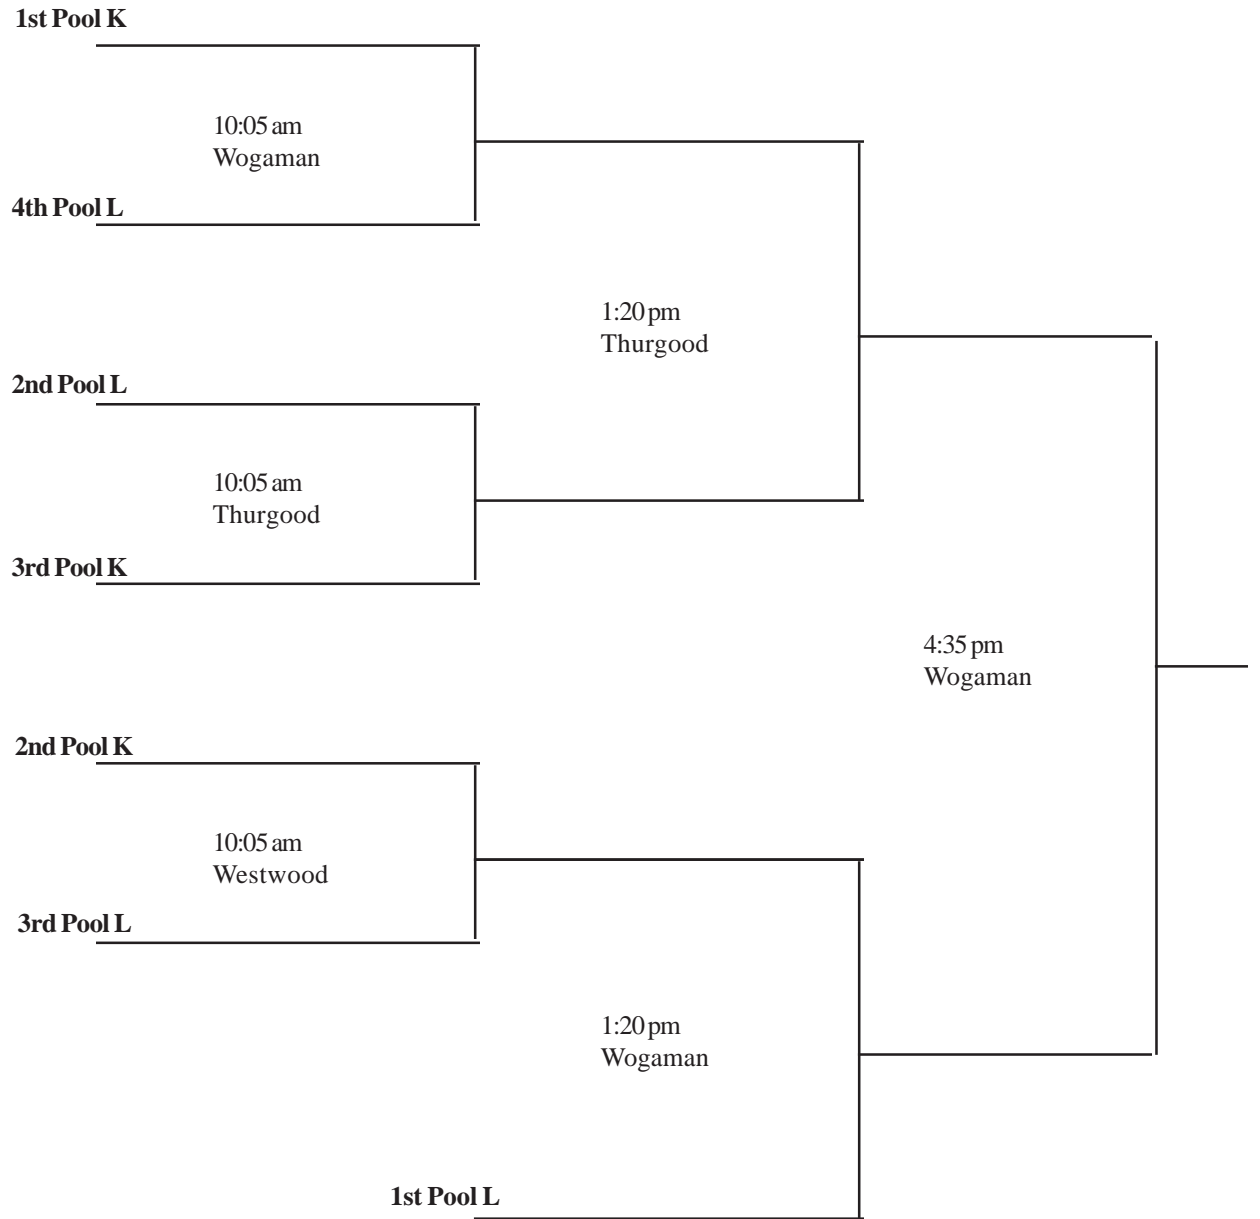 1st Pool K
10:05 am
Wogaman
4th Pool L
1:20 pm
Thurgood
2nd Pool L
10:05 am
Thurgood
3rd Pool K
4:35 pm
Wogaman
2nd Pool K
10:05 am
Westwood
3rd Pool L
1:20 pm
Wogaman
1st Pool L